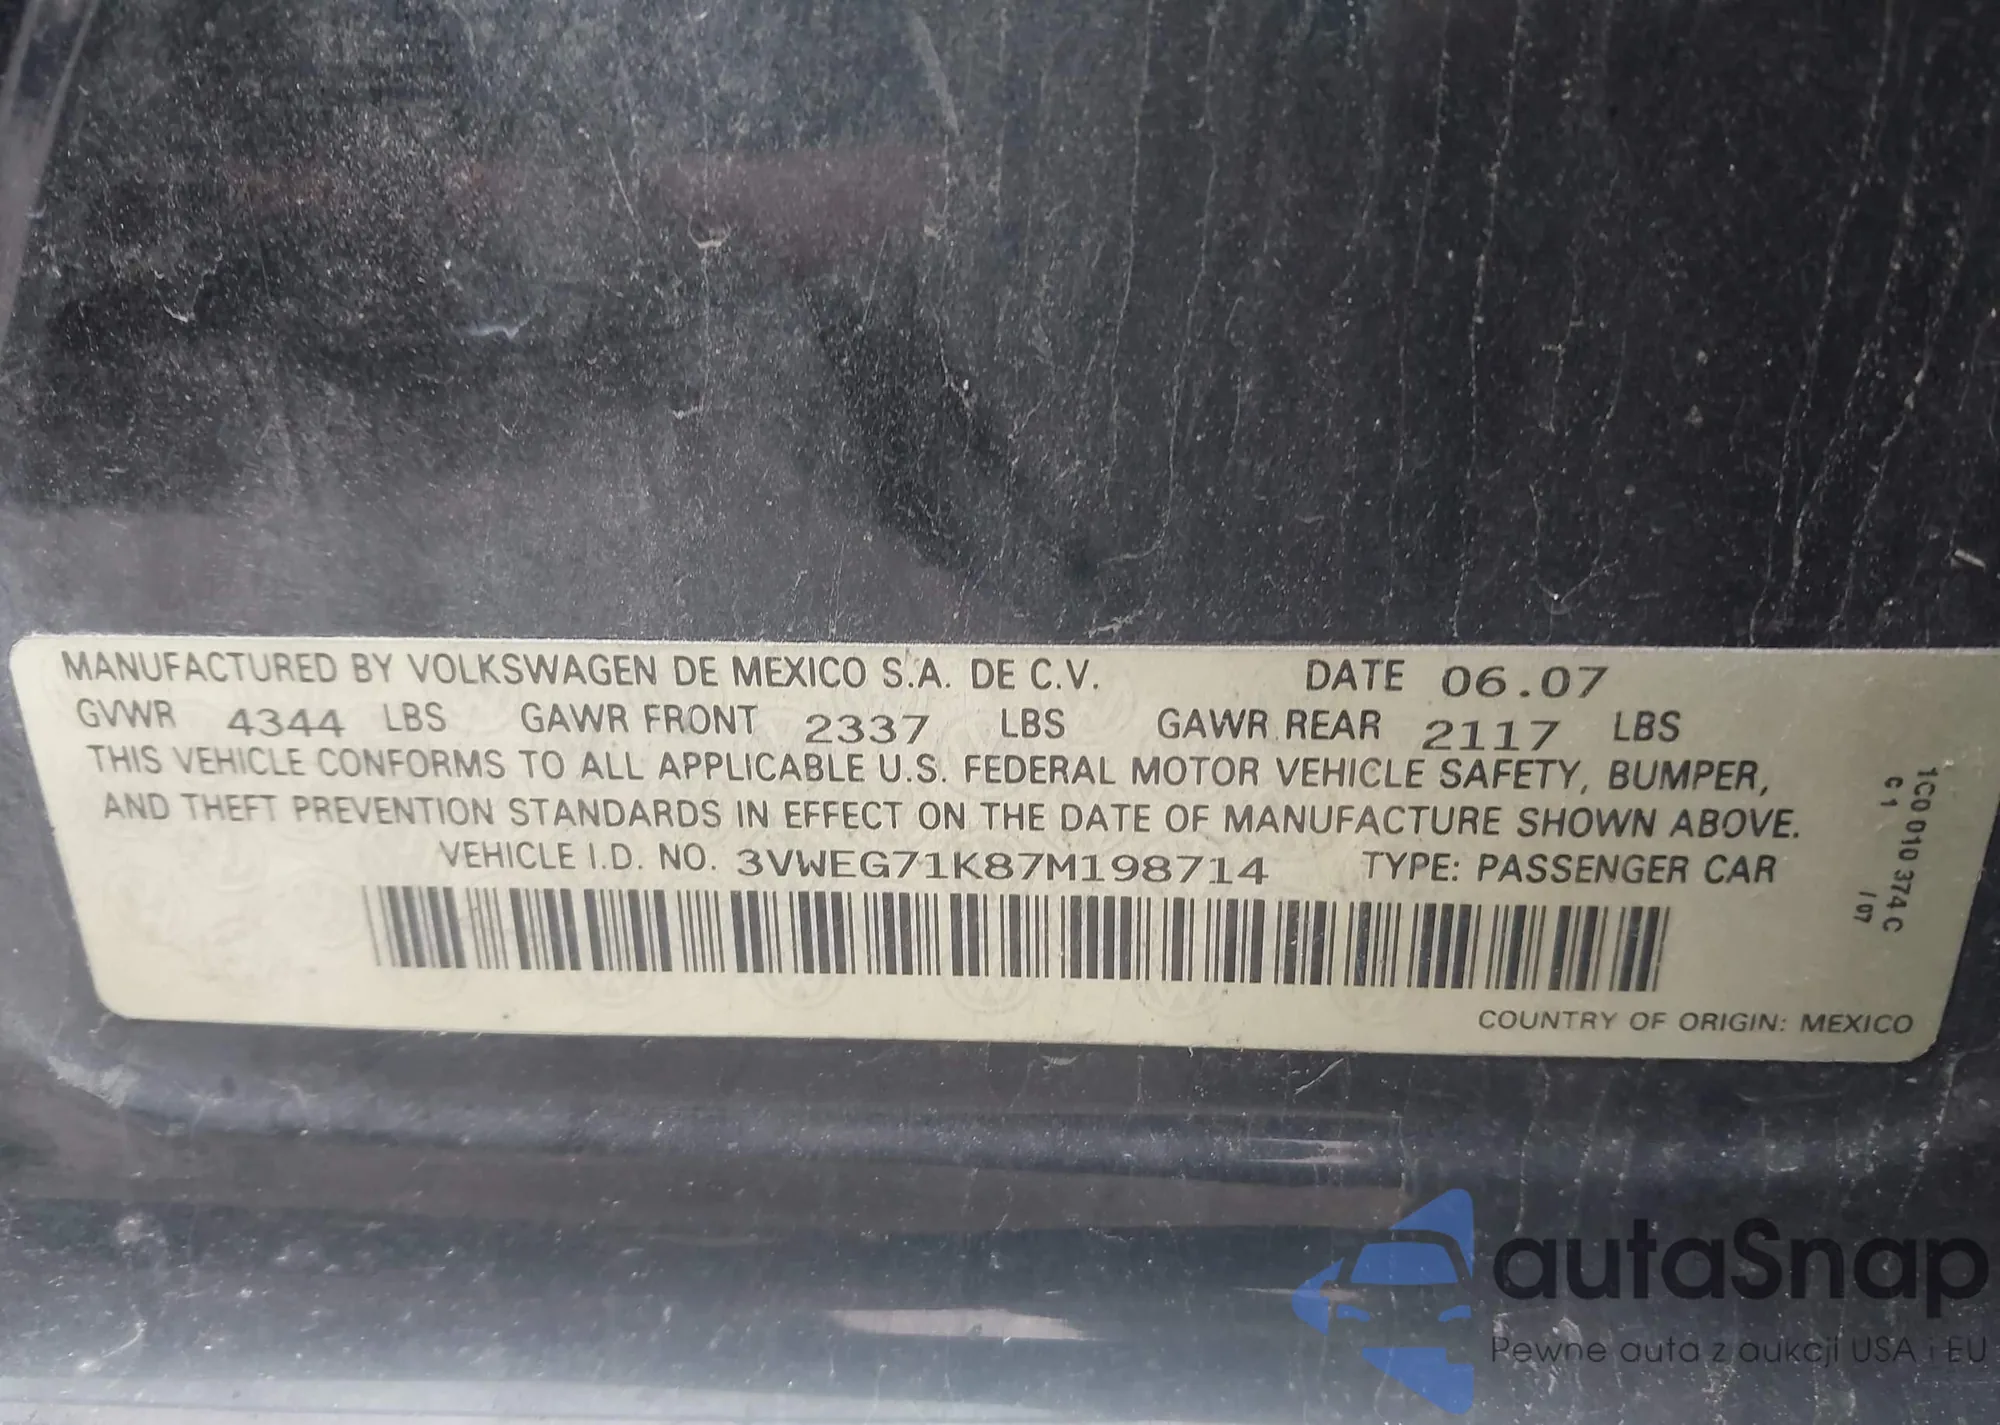 MANUFACTURED BY VOLKSWAGEN DE MEXICO S.A. DE C.V. DATE 06.07
GVWR 4344 LBS GAWR FRONT 2337 LBS GAWR REAR 2117 LBS
THIS VEHICLE CONFORMS TO ALL APPLICABLE U.S. FEDERAL MOTOR VEHICLE SAFETY, BUMPER,
AND THEFT PREVENTION STANDARDS IN EFFECT ON THE DATE OF MANUFACTURE SHOWN ABOVE.
VEHICLE I.D. NO. 3VWEG71K87M198714 TYPE: PASSENGER CAR
1C0 010 374 C
C 1
/ 07
COUNTRY OF ORIGIN: MEXICO
autaSnap
Pewne auta z aukcji USA i EU